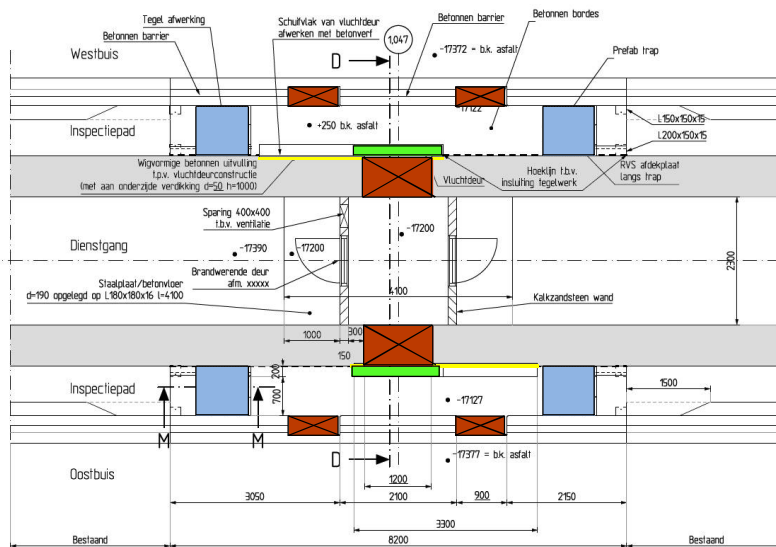 Tegel afwerking
Betonnen barrier
Westbuis
Schuifvlak van vluchtdeur
afwerken met betonverf
1,047
D
-17372 = b.k. asfalt
Betonnen barrier
Betonnen bordes
Prefab trap
-17122
Inspectiepad
+250 b.k. asfalt
L150x150x15
L200x150x15
Wigvormige betonnen uitvulling
t.p.v. vluchtdeurconstructie
(met aan onderzijde verdikking d=50 h=1000)
Vluchtdeur
Hoeklijn t.b.v.
insluiting tegelwerk
RVS afdekplaat
langs trap
Sparing 400x400
t.b.v. ventilatie
Dienstgang
-17390
-17200
-17200
Brandwerende deur
afm. xxxxx
Staalplaat/betonvloer
d=190 opgelegd op L180x180x16 l=4100
4100
Kalkzandsteen wand
2300
1000
300
150
200
700
Inspectiepad
1500
-17127
M
M
D
-17377 = b.k. asfalt
Oostbuis
1200
3050
2100
900
2150
3300
Bestaand
8200
Bestaand